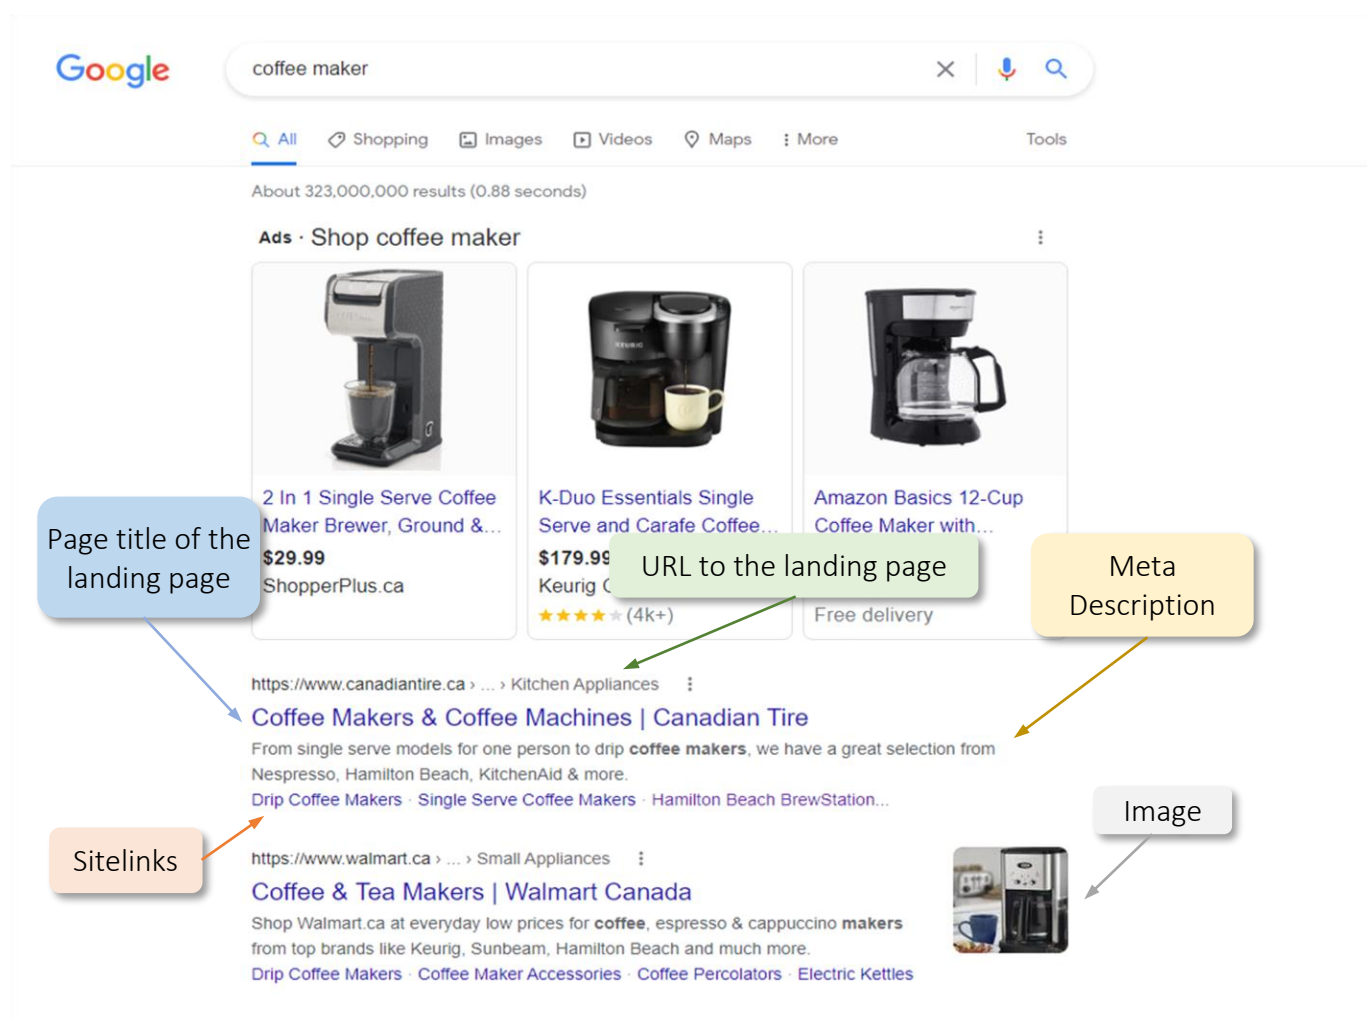 Google
coffee maker
All
Shopping
Images
Videos
Maps
More
Tools
About 323,000,000 results (0.88 seconds)
Ads · Shop coffee maker
KEURIG
2 In 1 Single Serve Coffee
Maker Brewer, Ground &...
$29.99
ShopperPlus.ca
K-Duo Essentials Single
Serve and Carafe Coffee...
$179.99
Keurig
(4k+)
Amazon Basics 12-Cup
Coffee Maker with...
Free delivery
Page title of the
landing page
URL to the landing page
Meta
Description
https://www.canadiantire.ca › ... › Kitchen Appliances
Coffee Makers & Coffee Machines | Canadian Tire
From single serve models for one person to drip coffee makers, we have a great selection from
Nespresso, Hamilton Beach, KitchenAid & more.
Drip Coffee Makers · Single Serve Coffee Makers · Hamilton Beach BrewStation...
Image
Sitelinks
https://www.walmart.ca › ... › Small Appliances
Coffee & Tea Makers | Walmart Canada
Shop Walmart.ca at everyday low prices for coffee, espresso & cappuccino makers
from top brands like Keurig, Sunbeam, Hamilton Beach and much more.
Drip Coffee Makers · Coffee Maker Accessories · Coffee Percolators · Electric Kettles